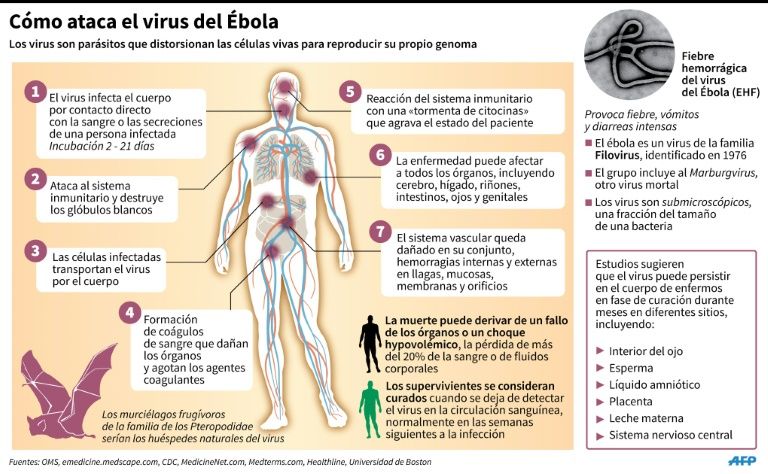 Cómo ataca el virus del Ébola
Los virus son parásitos que distorsionan las células vivas para reproducir su propio genoma
1
El virus infecta el cuerpo
por contacto directo
con la sangre o las secreciones
de una persona infectada
Incubación 2 - 21 días
2
Ataca al sistema
inmunitario y destruye
los glóbulos blancos
3
Las células infectadas
transportan el virus
por el cuerpo
4
Formación
de coágulos
de sangre que dañan
los órganos
y agotan los agentes
coagulantes
5
Reacción del sistema inmunitario
con una «tormenta de citocinas»
que agrava el estado del paciente
6
La enfermedad puede afectar
a todos los órganos, incluyendo
cerebro, hígado, riñones,
intestinos, ojos y genitales
7
El sistema vascular queda
dañado en su conjunto,
hemorragias internas y externas
en llagas, mucosas,
membranas y orificios
La muerte puede derivar de un fallo
de los órganos o un choque
hipovolémico, la pérdida de más
del 20% de la sangre o de fluidos
corporales
Los supervivientes se consideran
curados cuando se deja de detectar
el virus en la circulación sanguínea,
normalmente en las semanas
siguientes a la infección
Los murciélagos frugívoros
de la familia de los Pteropodidae
serían los huéspedes naturales del virus
Fiebre
hemorrágica
del virus
del Ébola (EHF)
Provoca fiebre, vómitos
y diarreas intensas
El ébola es un virus de la familia
Filovirus, identificado en 1976
El grupo incluye al Marburgvirus,
otro virus mortal
Los virus son submicroscópicos,
una fracción del tamaño
de una bacteria
Estudios sugieren
que el virus puede persistir
en el cuerpo de enfermos
en fase de curación durante
meses en diferentes sitios,
incluyendo:
Interior del ojo
Esperma
Líquido amniótico
Placenta
Leche materna
Sistema nervioso central
Fuentes: OMS, emedicine.medscape.com, CDC, MedicineNet.com, Medterms.com, Healthline, Universidad de Boston
AFP